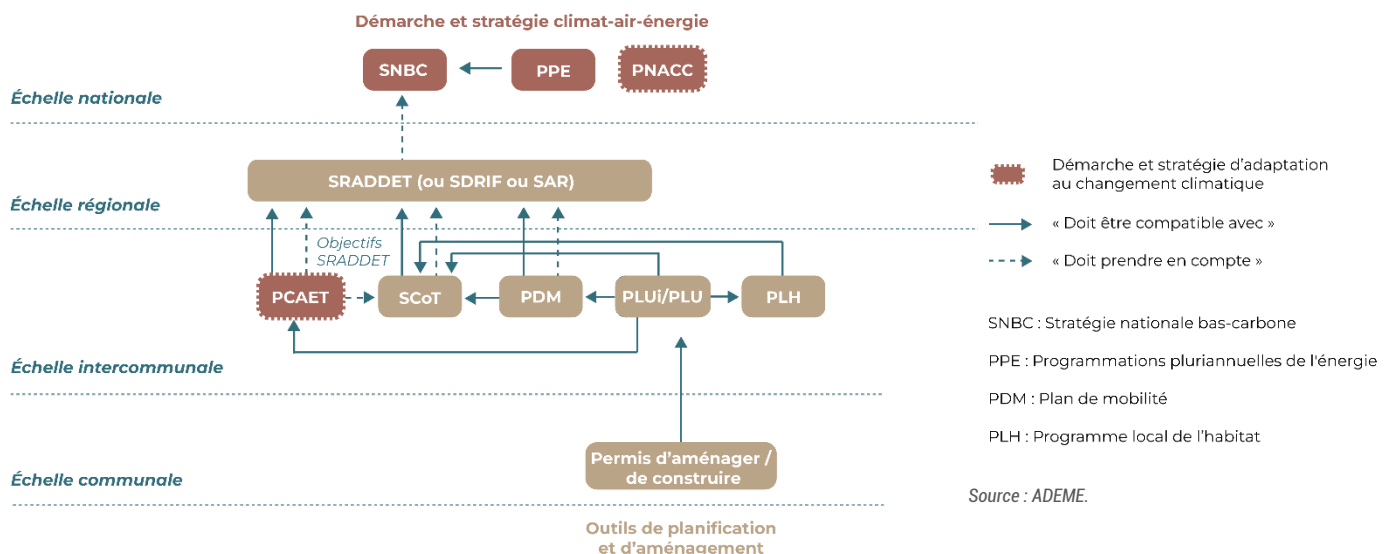 Démarche et stratégie climat-air-énergie
SNBC
PPE
PNACC
Échelle nationale
SRADDET (ou SDRIF ou SAR)
Échelle régionale
Objectifs
SRADDET
PCAET
SCoT
PDM
PLUi/PLU
PLH
Échelle intercommunale
Permis d'aménager /
de construire
Échelle communale
Outils de planification
et d'aménagement
Démarche et stratégie d'adaptation
au changement climatique
« Doit être compatible avec »
« Doit prendre en compte »
SNBC : Stratégie nationale bas-carbone
PPE : Programmations pluriannuelles de l'énergie
PDM : Plan de mobilité
PLH : Programme local de l'habitat
Source : ADEME.